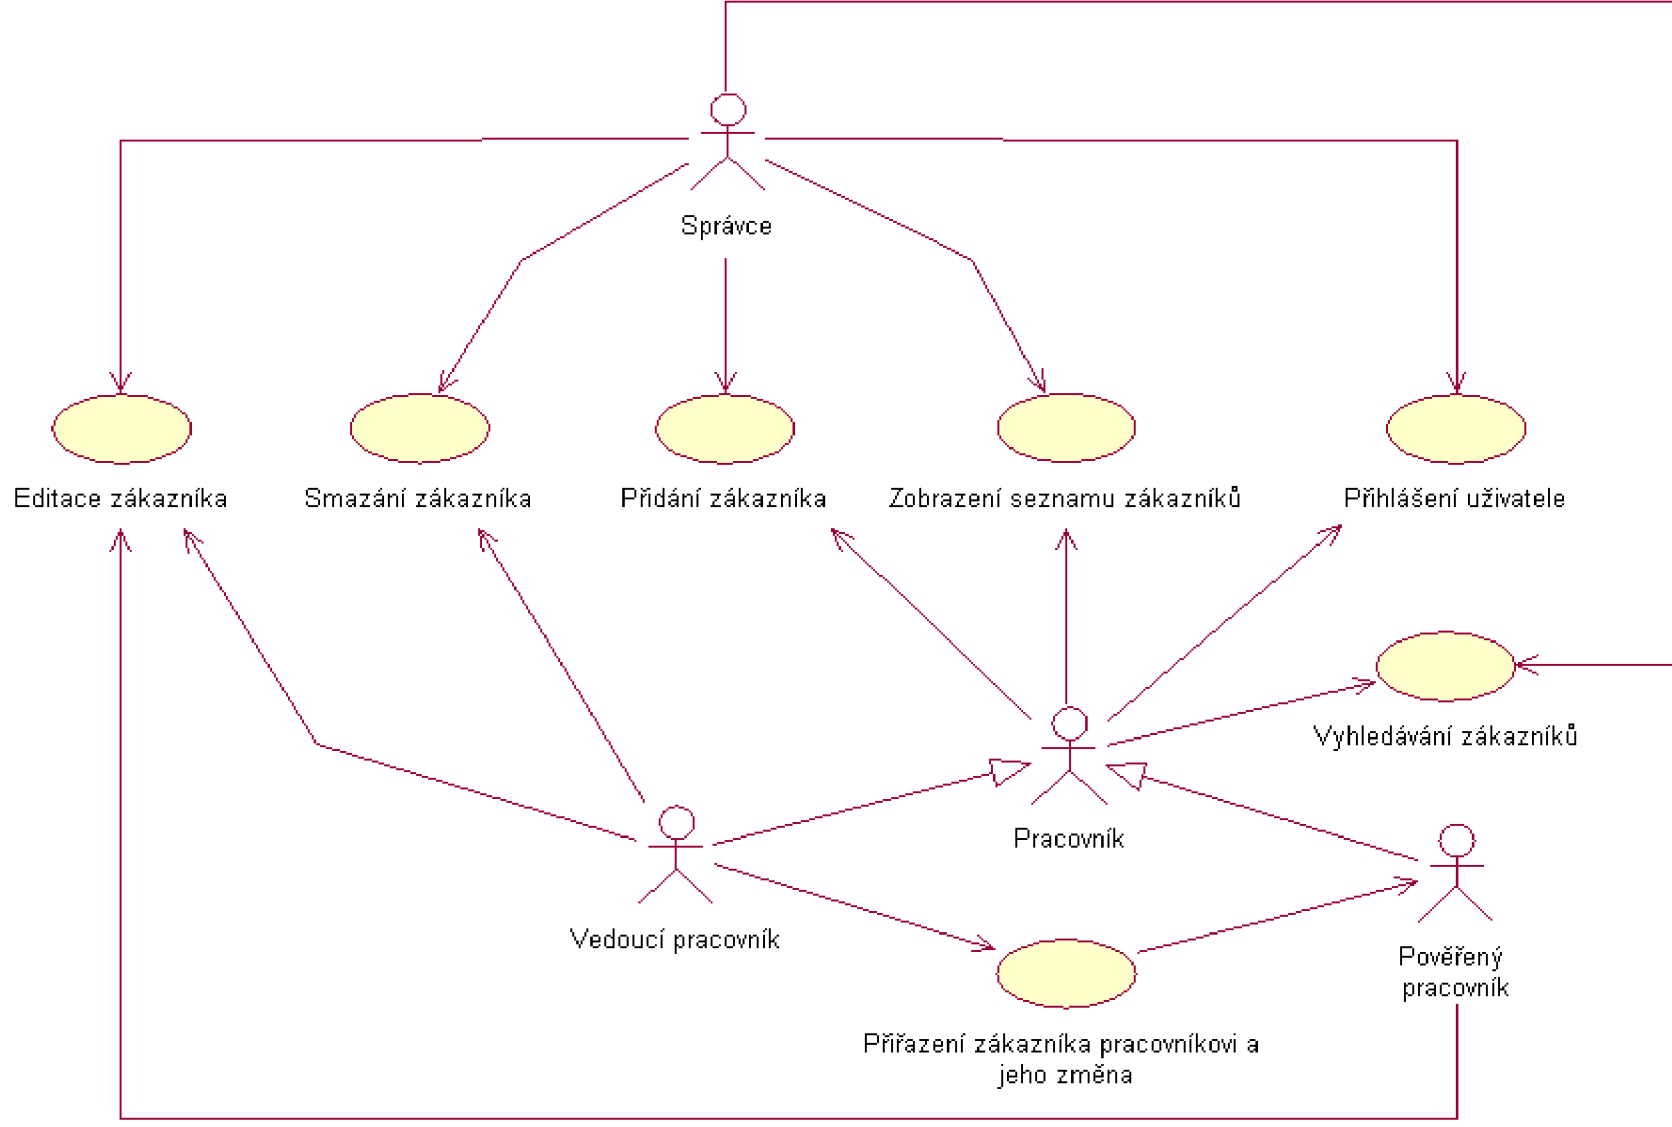 Správce
Editace zákazníka
Smazání zákazníka
Přidání zákazníka
Zobrazení seznamu zákazníků
Přihlášení uživatele
Vyhledávání zákazníků
Pracovník
Vedoucí pracovník
Pověřený
pracovník
Přiřazení zákazníka pracovníkovi a
jeho změna